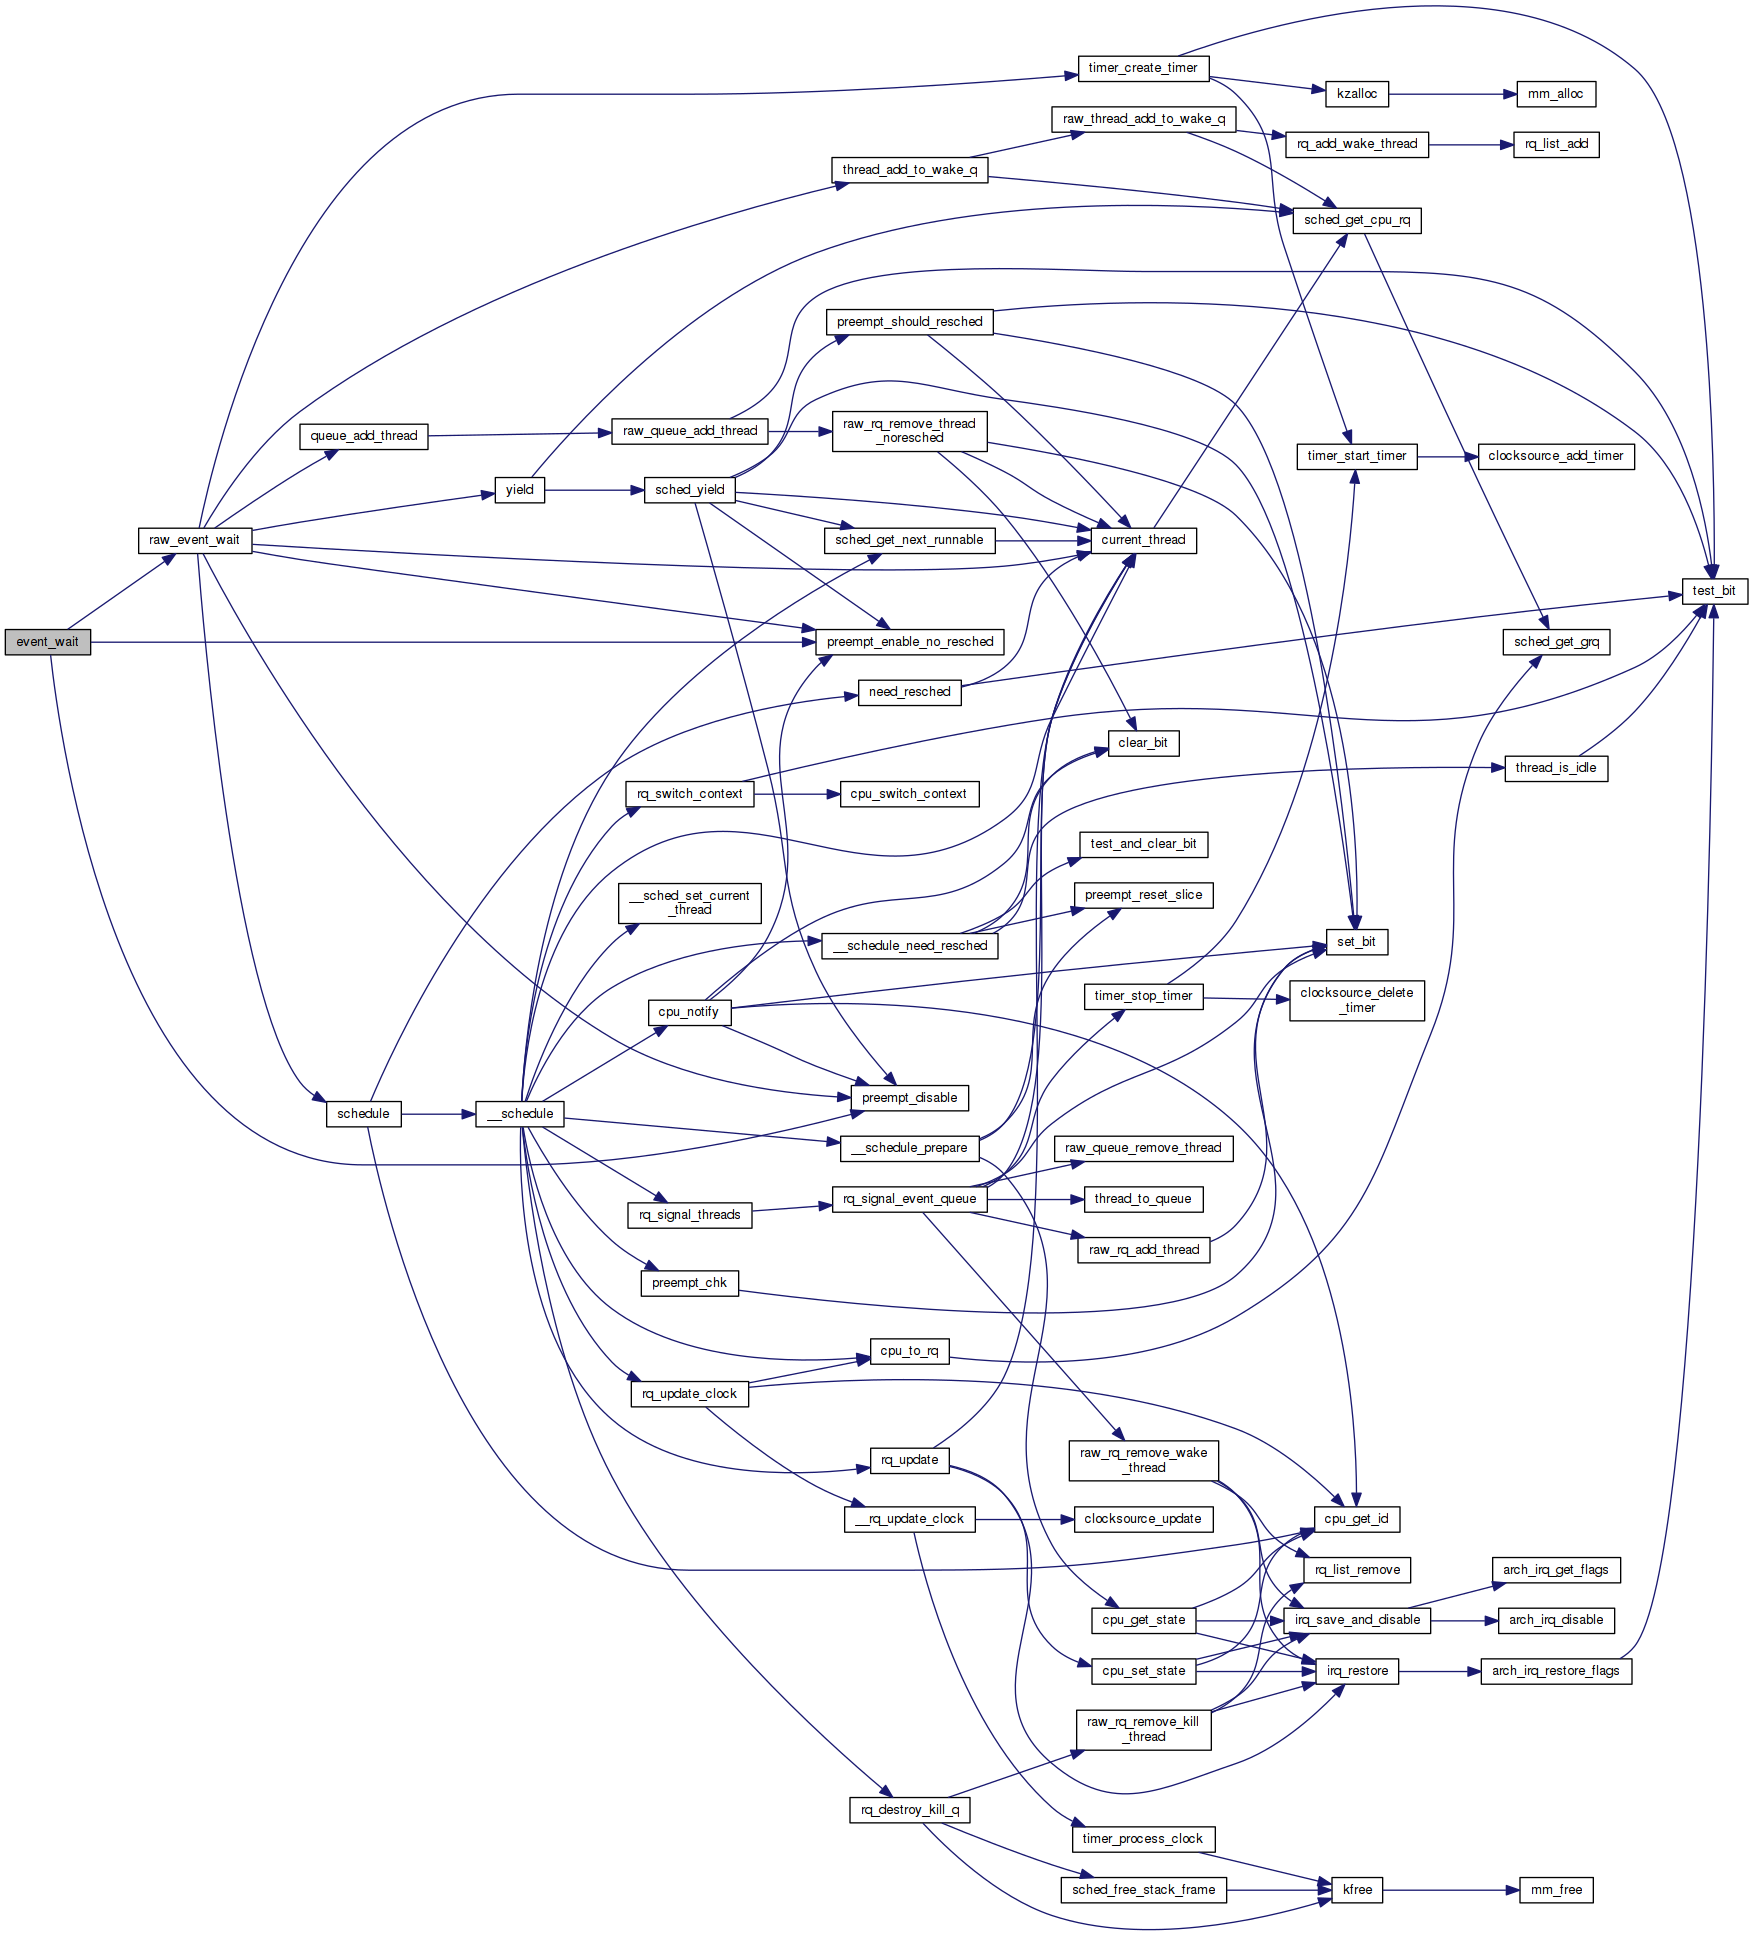 timer_create_timer
kzalloc
mm_alloc
raw_thread_add_to_wake_q
rq_add_wake_thread
rq_list_add
thread_add_to_wake_q
sched_get_cpu_rq
preempt_should_resched
queue_add_thread
raw_queue_add_thread
raw_rq_remove_thread
_noresched
timer_start_timer
clocksource_add_timer
yield
sched_yield
raw_event_wait
sched_get_next_runnable
current_thread
test_bit
event_wait
preempt_enable_no_resched
sched_get_grq
need_resched
clear_bit
thread_is_idle
rq_switch_context
cpu_switch_context
test_and_clear_bit
__sched_set_current
_thread
preempt_reset_slice
__schedule_need_resched
set_bit
cpu_notify
timer_stop_timer
clocksource_delete
_timer
preempt_disable
schedule
__schedule
__schedule_prepare
raw_queue_remove_thread
rq_signal_event_queue
thread_to_queue
rq_signal_threads
raw_rq_add_thread
preempt_chk
cpu_to_rq
rq_update_clock
rq_update
raw_rq_remove_wake
_thread
__rq_update_clock
clocksource_update
cpu_get_id
rq_list_remove
arch_irq_get_flags
cpu_get_state
irq_save_and_disable
arch_irq_disable
cpu_set_state
irq_restore
arch_irq_restore_flags
raw_rq_remove_kill
_thread
rq_destroy_kill_q
timer_process_clock
sched_free_stack_frame
kfree
mm_free